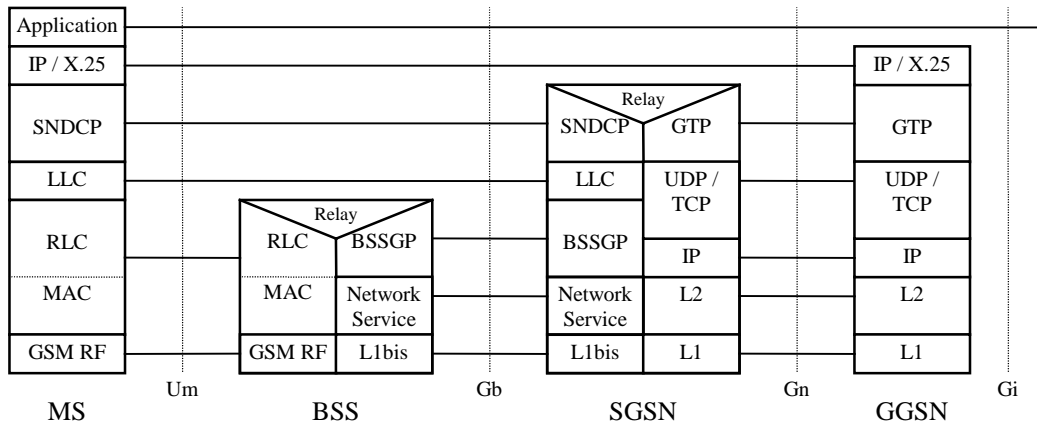 Application
IP / X.25
IP / X.25
Relay
SNDCP
SNDCP
GTP
GTP
LLC
LLC
UDP /
TCP
UDP /
TCP
Relay
RLC
RLC
BSSGP
BSSGP
IP
IP
MAC
MAC
Network
Service
Network
Service
L2
L2
GSM RF
GSM RF
L1bis
L1bis
L1
L1
Um
Gb
Gn
Gi
MS
BSS
SGSN
GGSN